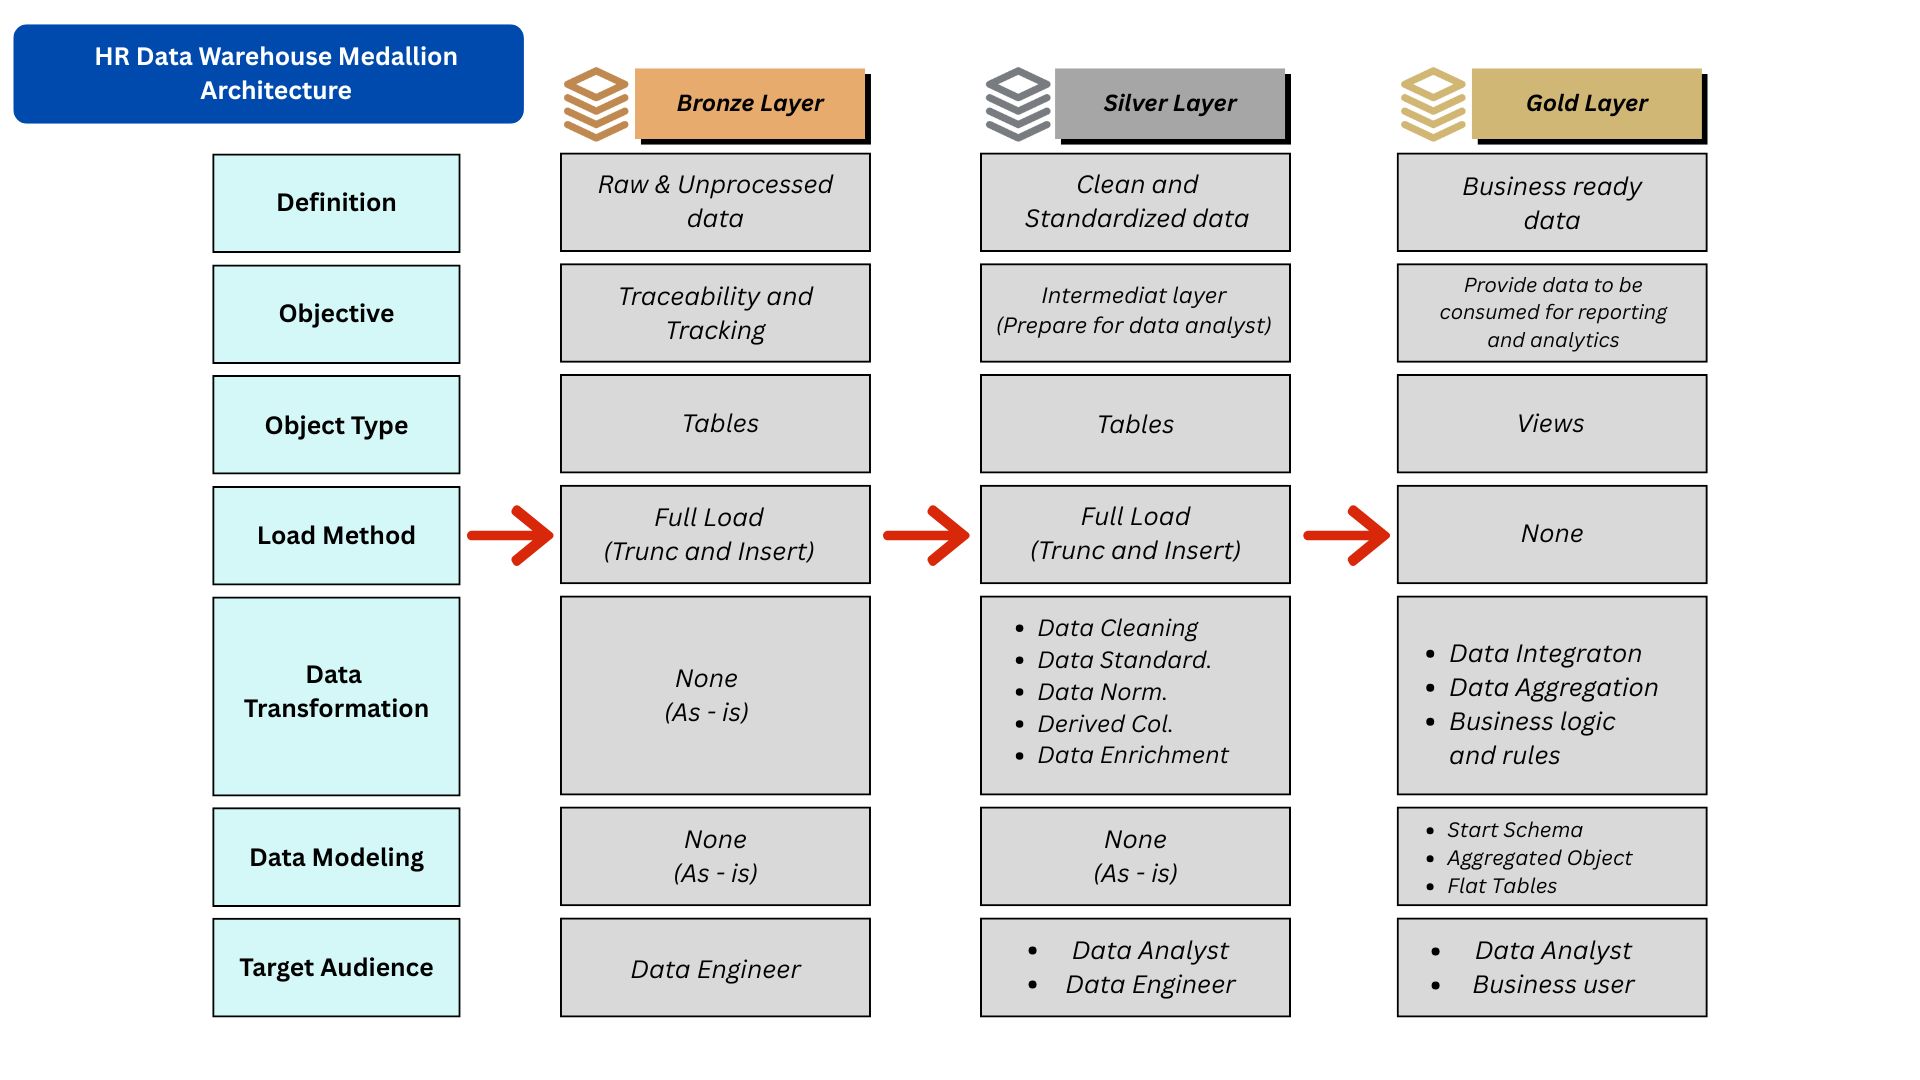 HR Data Warehouse Medallion
Architecture
Bronze Layer
Silver Layer
Gold Layer
Definition
Raw & Unprocessed
data
Clean and
Standardized data
Business ready
data
Objective
Traceability and
Tracking
Intermediat layer
(Prepare for data analyst)
Provide data to be
consumed for reporting
and analytics
Object Type
Tables
Tables
Views
Load Method
Full Load
(Trunc and Insert)
Full Load
(Trunc and Insert)
None
Data
Transformation
None
(As - is)
• Data Cleaning
• Data Standard.
• Data Norm.
• Derived Col.
• Data Enrichment
• Data Integraton
• Data Aggregation
• Business logic
and rules
Data Modeling
None
(As - is)
None
(As - is)
• Start Schema
• Aggregated Object
• Flat Tables
Target Audience
Data Engineer
• Data Analyst
• Data Engineer
• Data Analyst
• Business user